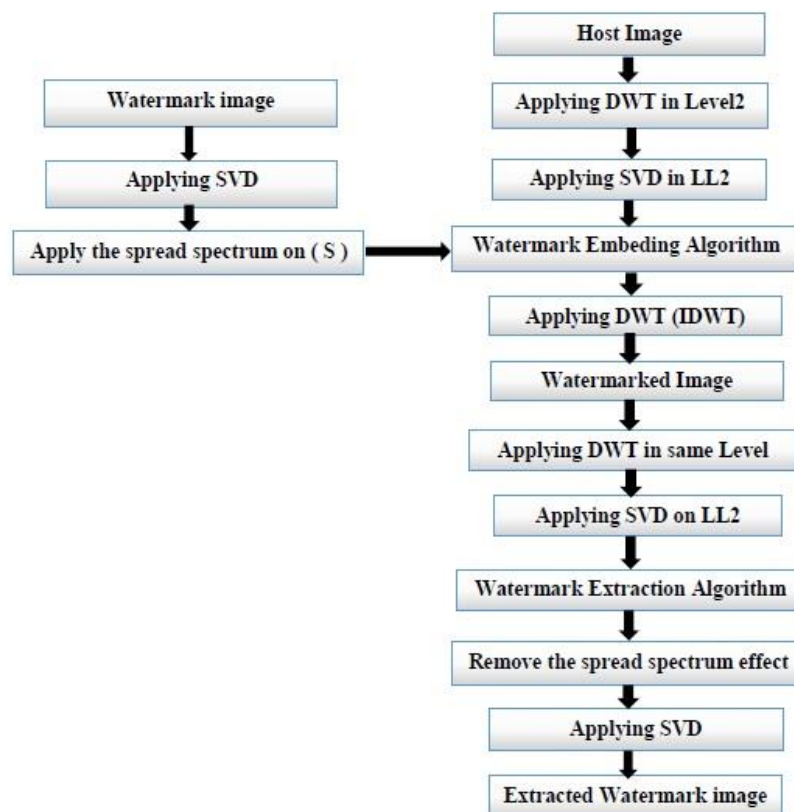 Host Image
Watermark image
Applying DWT in Level2
Applying SVD
Applying SVD in LL2
Apply the spread spectrum on ( S )
Watermark Embeding Algorithm
Applying DWT (IDWT)
Watermarked Image
Applying DWT in same Level
Applying SVD on LL2
Watermark Extraction Algorithm
Remove the spread spectrum effect
Applying SVD
Extracted Watermark image